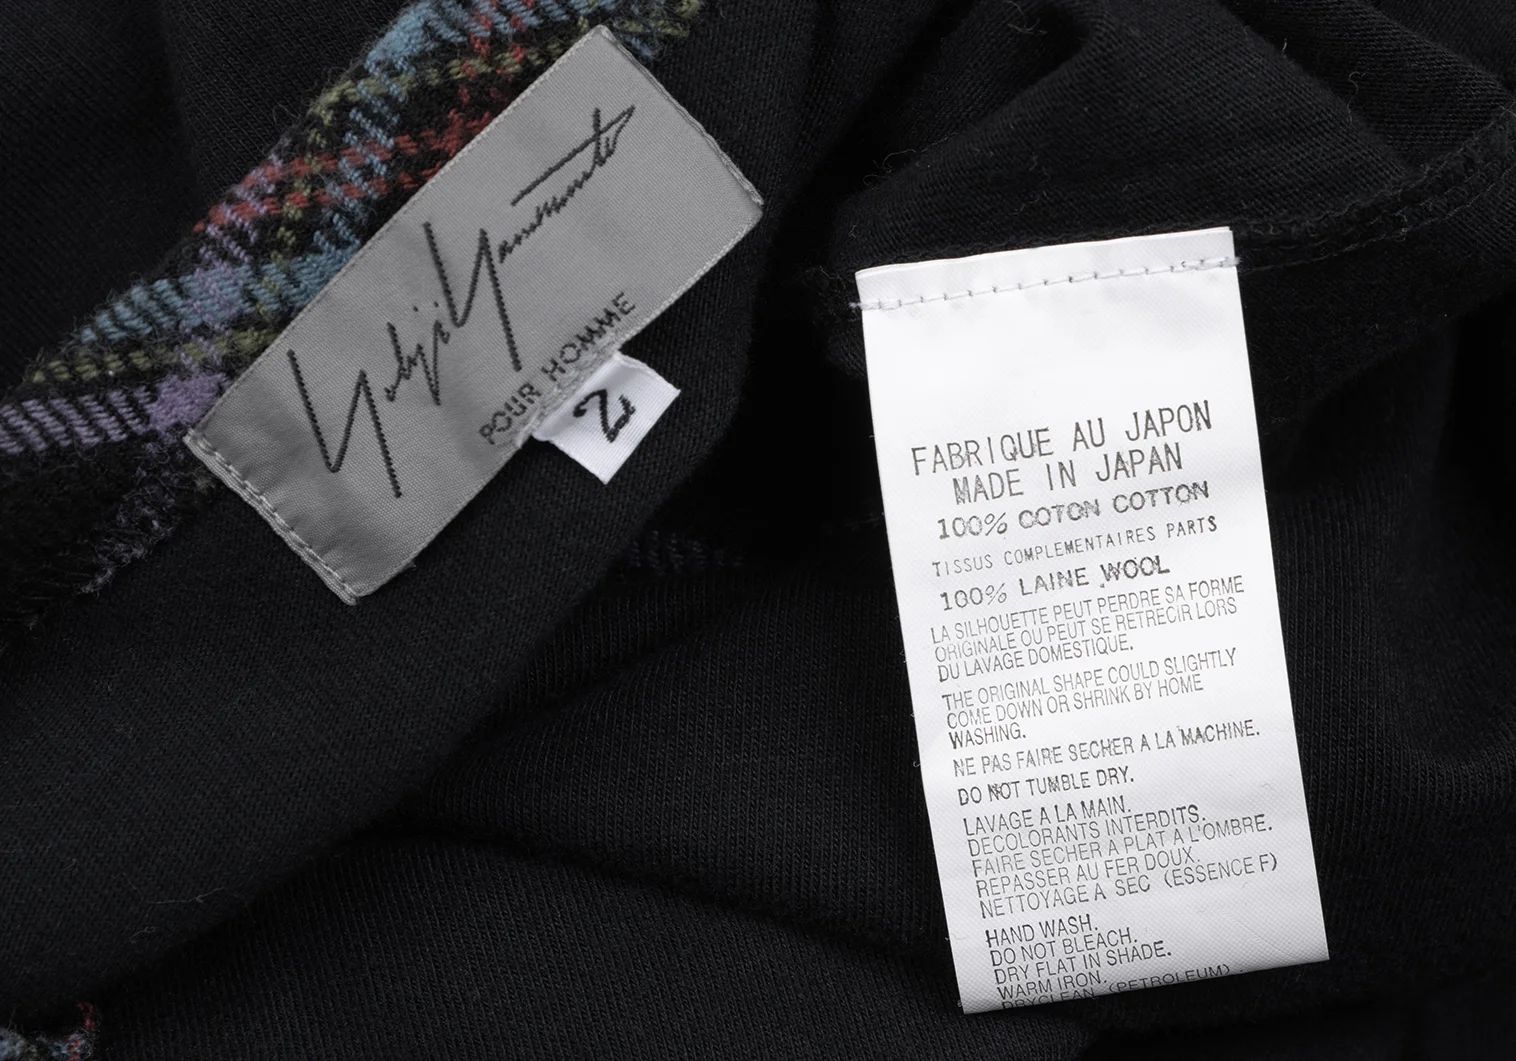 Yohji Yamamoto
POUR HOMME
2
FABRIQUE AU JAPON
MADE IN JAPAN
100% COTON COTTON
TISSUS COMPLEMENTAIRES PARTS
100% LAINE WOOL
LA SILHOUETTE PEUT PERDRE SA FORME
ORIGINALE OU PEUT SE RETRECIR LORS
DU LAVAGE DOMESTIQUE.
THE ORIGINAL SHAPE COULD SLIGHTLY
COME DOWN OR SHRINK BY HOME
WASHING.
NE PAS FAIRE SECHER A LA MACHINE.
DO NOT TUMBLE DRY.
LAVAGE A LA MAIN.
DECOLORANTS INTERDITS.
FAIRE SECHER A PLAT A L'OMBRE.
REPASSER AU FER DOUX.
NETTOYAGE A SEC (ESSENCE F)
HAND WASH.
DO NOT BLEACH.
DRY FLAT IN SHADE.
WARM IRON.
DRYCLEAN (PETROLEUM)